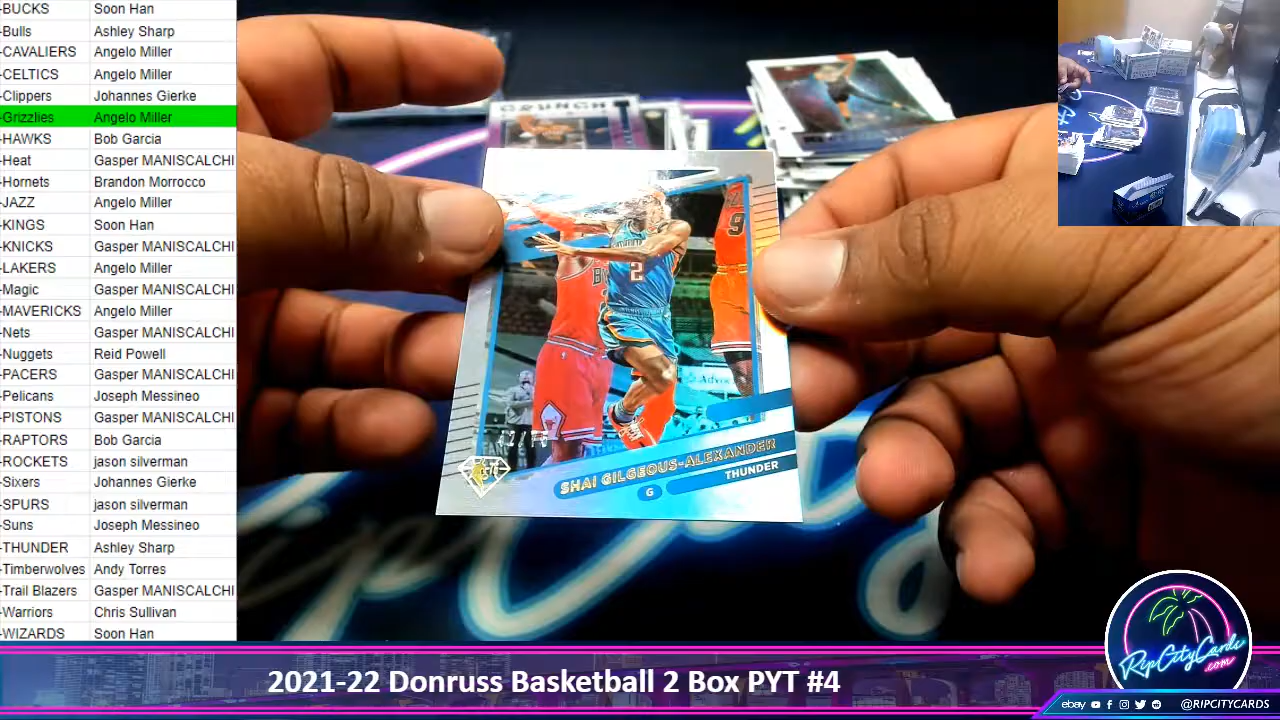 -BUCKS Soon Han
-Bulls Ashley Sharp
-CAVALIERS Angelo Miller
-CELTICS Angelo Miller
-Clippers Johannes Gierke
-Grizzlies Angelo Miller
-HAWKS Bob Garcia
-Heat Gasper MANISCALCHI
-Hornets Brandon Morrocco
-JAZZ Angelo Miller
-KINGS Soon Han
-KNICKS Gasper MANISCALCHI
-LAKERS Angelo Miller
-Magic Gasper MANISCALCHI
-MAVERICKS Angelo Miller
-Nets Gasper MANISCALCHI
-Nuggets Reid Powell
-PACERS Gasper MANISCALCHI
-Pelicans Joseph Messineo
-PISTONS Gasper MANISCALCHI
-RAPTORS Bob Garcia
-ROCKETS jason silverman
-Sixers Johannes Gierke
-SPURS jason silverman
-Suns Joseph Messineo
-THUNDER Ashley Sharp
-Timberwolves Andy Torres
-Trail Blazers Gasper MANISCALCHI
-Warriors Chris Sullivan
-WIZARDS Soon Han
CRUNCH
2
9
SHAI GILGEOUS-ALEXANDER
THUNDER
G
75
RipCityCards
.com
2021-22 Donruss Basketball 2 Box PYT #4
ebay @RIPCITYCARDS